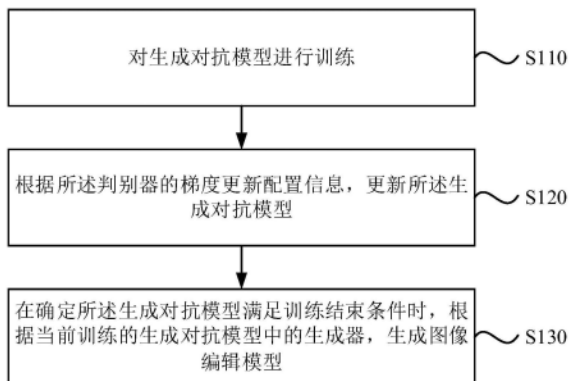 对生成对抗模型进行训练
S110
根据所述判别器的梯度更新配置信息，更新所述生
成对抗模型
S120
在确定所述生成对抗模型满足训练结束条件时，根
据当前训练的生成对抗模型中的生成器，生成图像
编辑模型
S130